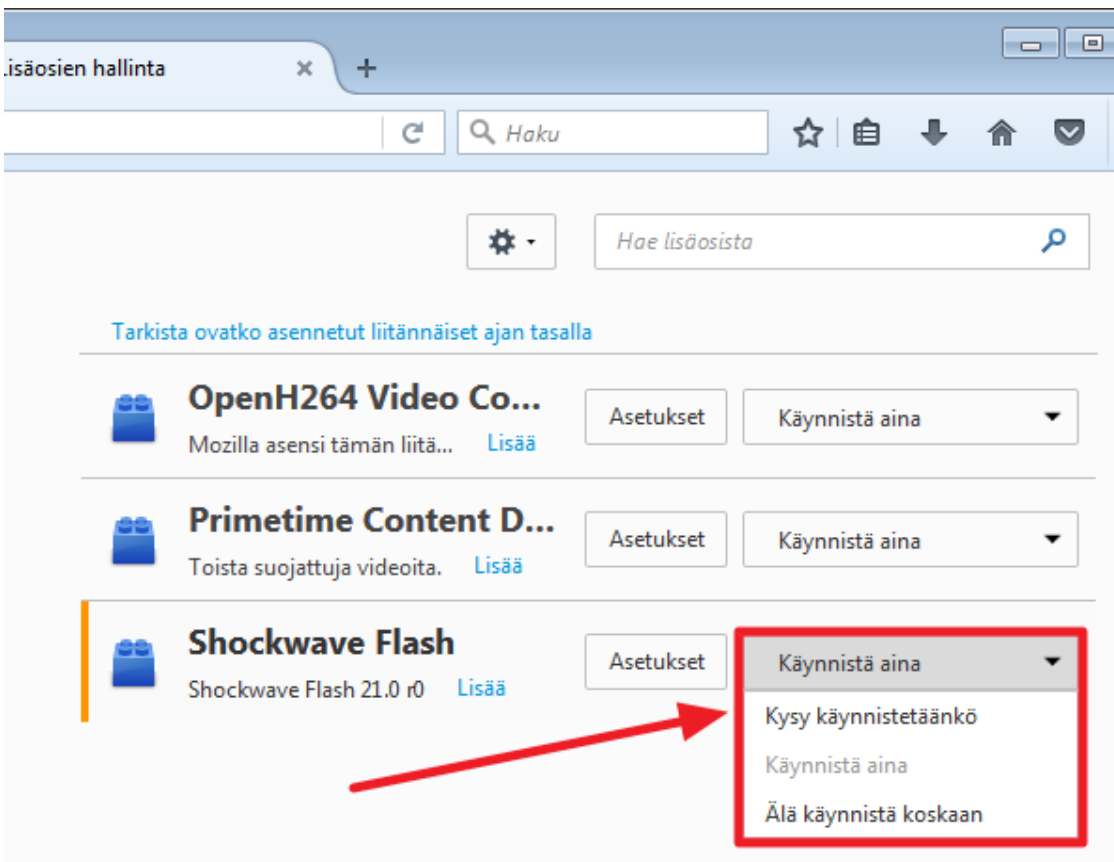 isäosien hallinta
Haku
Hae lisäosista
Tarkista ovatko asennetut liitännäiset ajan tasalla
OpenH264 Video Co...
Asetukset
Käynnistä aina
Mozilla asensi tämän liitä... Lisää
Primetime Content D...
Asetukset
Käynnistä aina
Toista suojattuja videoita. Lisää
Shockwave Flash
Asetukset
Käynnistä aina
Shockwave Flash 21.0 r0 Lisää
Kysy käynnistetäänkö
Käynnistä aina
Älä käynnistä koskaan